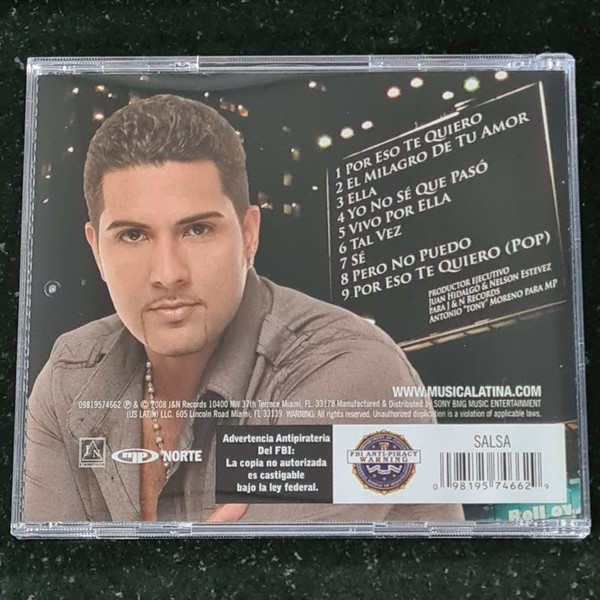 1 POR ESO TE QUIERO
2 EL MILAGRO DE TU AMOR
3 ELLA
4 YO NO SÉ QUE PASÓ
5 VIVO POR ELLA
6 TAL VEZ
7 SÉ
8 PERO NO PUEDO
9 POR ESO TE QUIERO (POP)
PRODUCTOR EJECUTIVO
JUAN HIDALGO & NELSON ESTEVEZ
PARA J & N RECORDS
ANTONIO "TONY" MORENO PARA MP
WWW.MUSICALATINA.COM
09819574662 ℗ & © 2008 J&N Records 10400 NW 37th Terrace Miami, FL. 33178 Manufactured & Distributed by SONY BMG MUSIC ENTERTAINMENT
(US LATIN) LLC. 605 Lincoln Road Miami, FL 33139. WARNING: All rights reserved. Unauthorized duplication is a violation of applicable laws.
JN
mp NORTE
Advertencia Antipirateria
Del FBI:
La copia no autorizada
es castigable
bajo la ley federal.
FBI ANTI-PIRACY
WARNING
SALSA
0 98195 74662 9